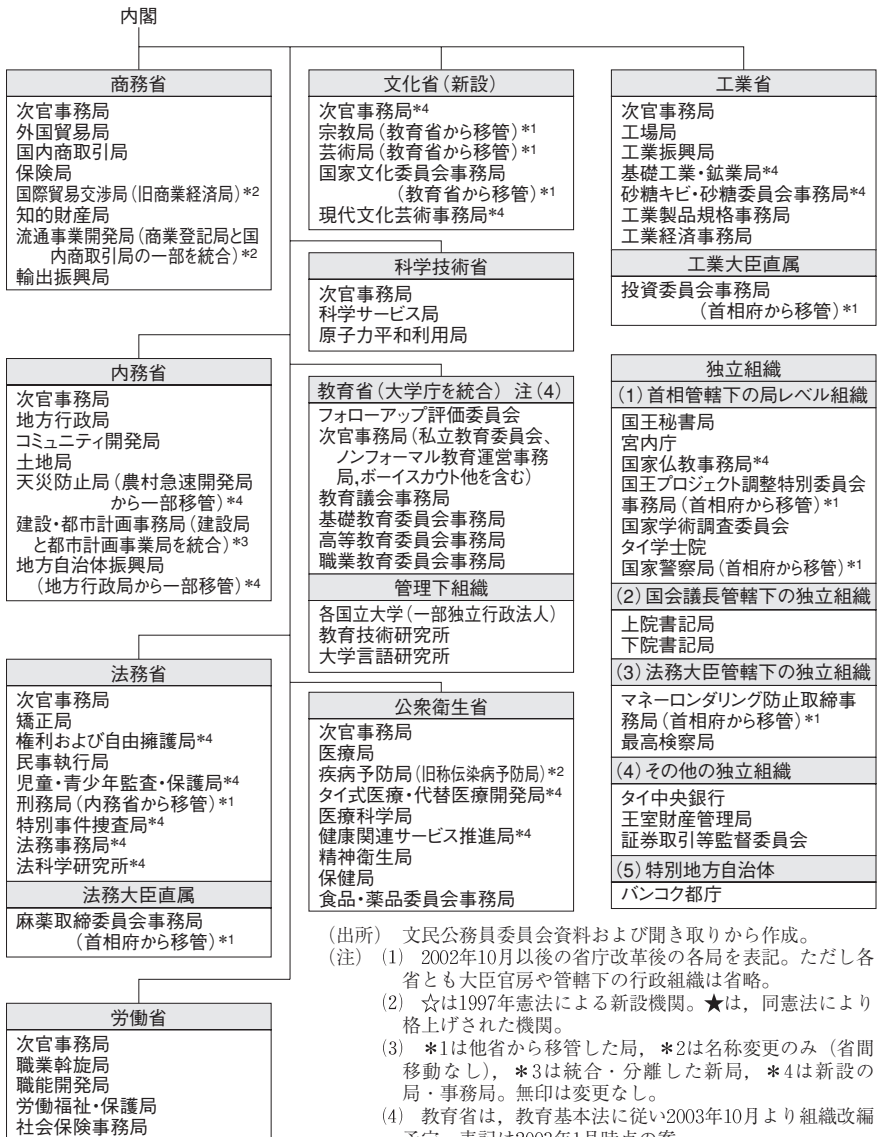 内閣
商務省
次官事務局
外国貿易局
国内商取引局
保険局
国際貿易交渉局(旧商業経済局)*2
知的財産局
流通事業開発局(商業登記局と国
内商取引局の一部を統合)*2
輸出振興局
内務省
次官事務局
地方行政局
コミュニティ開発局
土地局
天災防止局(農村急速開発局
から一部移管)*4
建設・都市計画事務局(建設局
と都市計画事業局を統合)*3
地方自治体振興局
(地方行政局から一部移管)*4
法務省
次官事務局
矯正局
権利および自由擁護局*4
民事執行局
児童・青少年監査・保護局*4
刑務局(内務省から移管)*1
特別事件捜査局*4
法務事務局*4
法科学研究所*4
法務大臣直属
麻薬取締委員会事務局
(首相府から移管)*1
労働省
次官事務局
職業斡旋局
職能開発局
労働福祉・保護局
社会保険事務局
文化省(新設)
次官事務局*4
宗教局(教育省から移管)*1
芸術局(教育省から移管)*1
国家文化委員会事務局
(教育省から移管)*1
現代文化芸術事務局*4
科学技術省
次官事務局
科学サービス局
原子力平和利用局
教育省(大学庁を統合) 注(4)
フォローアップ評価委員会
次官事務局(私立教育委員会、
ノンフォーマル教育運営事務
局,ボーイスカウト他を含む)
教育議会事務局
基礎教育委員会事務局
高等教育委員会事務局
職業教育委員会事務局
管理下組織
各国立大学(一部独立行政法人)
教育技術研究所
大学言語研究所
公衆衛生省
次官事務局
医療局
疾病予防局(旧称伝染病予防局)*2
タイ式医療・代替医療開発局*4
医療科学局
健康関連サービス推進局*4
精神衛生局
保健局
食品・薬品委員会事務局
工業省
次官事務局
工場局
工業振興局
基礎工業・鉱業局*4
砂糖キビ・砂糖委員会事務局*4
工業製品規格事務局
工業経済事務局
工業大臣直属
投資委員会事務局
(首相府から移管)*1
独立組織
(1)首相管轄下の局レベル組織
国王秘書局
宮内庁
国家仏教事務局*4
国王プロジェクト調整特別委員会
事務局(首相府から移管)*1
国家学術調査委員会
タイ学士院
国家警察局(首相府から移管)*1
(2)国会議長管轄下の独立組織
上院書記局
下院書記局
(3)法務大臣管轄下の独立組織
マネーロンダリング防止取締事
務局(首相府から移管)*1
最高検察局
(4)その他の独立組織
タイ中央銀行
王室財産管理局
証券取引等監督委員会
(5)特別地方自治体
バンコク都庁
(出所) 文民公務員委員会資料および聞き取りから作成。
(注) (1) 2002年10月以後の省庁改革後の各局を表記。ただし各
省とも大臣官房や管轄下の行政組織は省略。
(2) ☆は1997年憲法による新設機関。★は,同憲法により
格上げされた機関。
(3) *1は他省から移管した局,*2は名称変更のみ(省間
移動なし),*3は統合・分離した新局,*4は新設の
局・事務局。無印は変更なし。
(4) 教育省は,教育基本法に従い2003年10月より組織改編